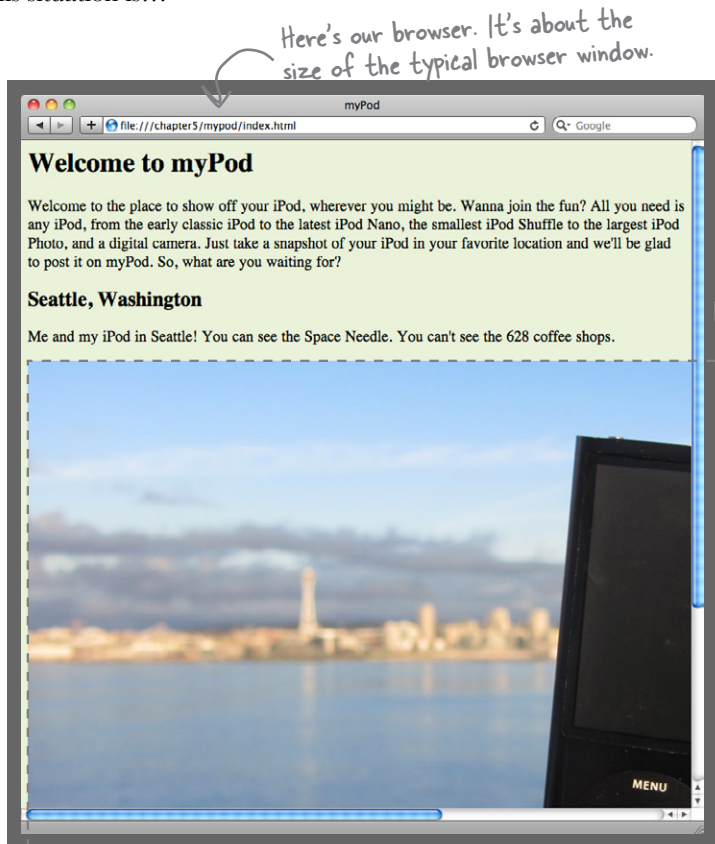 Here's our browser. It's about the
size of the typical browser window.
myPod
file:///chapter5/mypod/index.html
Google
Welcome to myPod
Welcome to the place to show off your iPod, wherever you might be. Wanna join the fun? All you need is
any iPod, from the early classic iPod to the latest iPod Nano, the smallest iPod Shuffle to the largest iPod
Photo, and a digital camera. Just take a snapshot of your iPod in your favorite location and we'll be glad
to post it on myPod. So, what are you waiting for?
Seattle, Washington
Me and my iPod in Seattle! You can see the Space Needle. You can't see the 628 coffee shops.
MENU